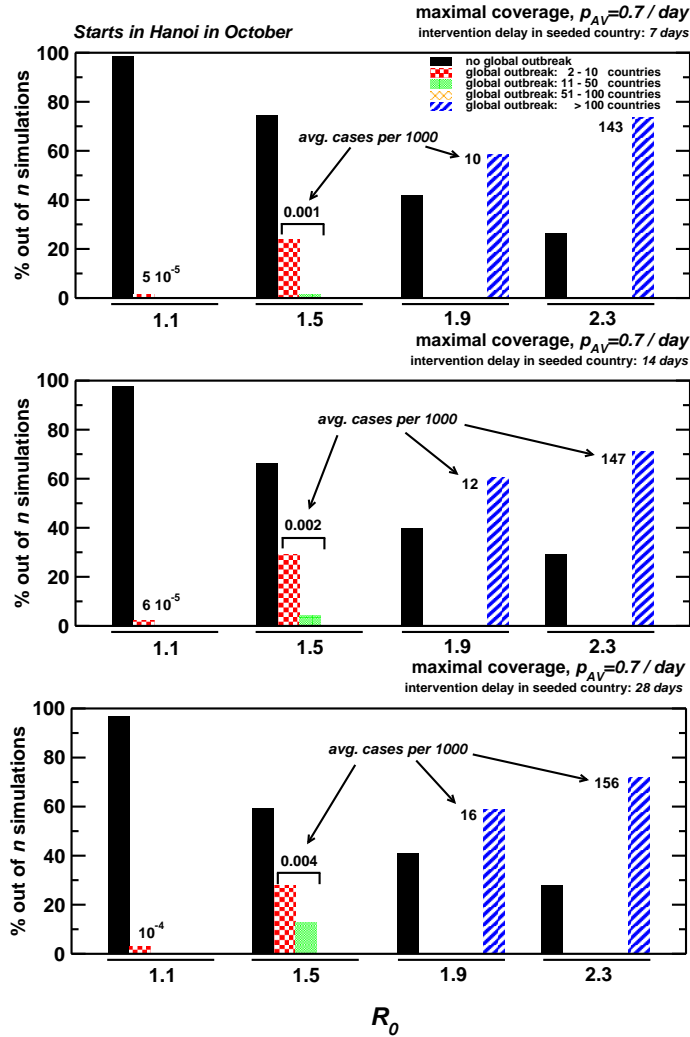 maximal coverage, p_AV=0.7 / day
Starts in Hanoi in October
intervention delay in seeded country: 7 days
no global outbreak
global outbreak: 2 - 10 countries
global outbreak: 11 - 50 countries
global outbreak: 51 - 100 countries
global outbreak: > 100 countries
100
80
60
40
20
0
% out of n simulations
avg. cases per 1000
5 10^-5
0.001
10
143
1.1
1.5
1.9
2.3
maximal coverage, p_AV=0.7 / day
intervention delay in seeded country: 14 days
100
80
60
40
20
0
% out of n simulations
avg. cases per 1000
6 10^-5
0.002
12
147
1.1
1.5
1.9
2.3
maximal coverage, p_AV=0.7 / day
intervention delay in seeded country: 28 days
100
80
60
40
20
0
% out of n simulations
avg. cases per 1000
10^-4
0.004
16
156
1.1
1.5
1.9
2.3
R_0